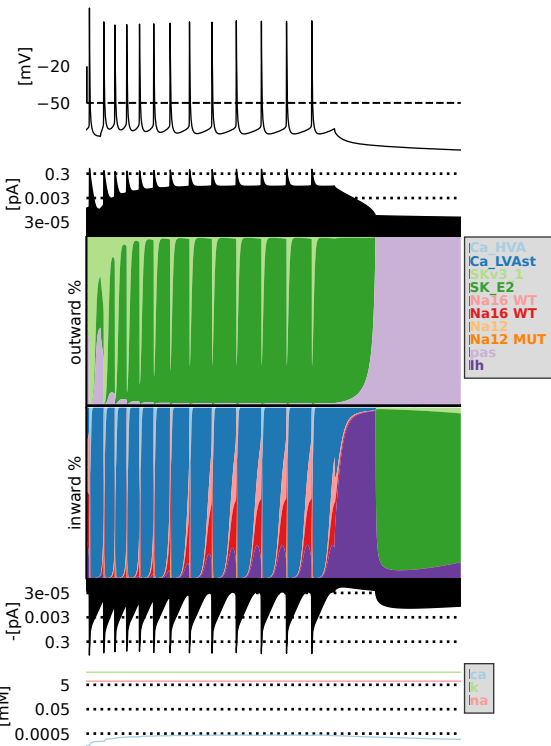 [mV]
−20
−50
[pA]
0.3
0.003
3e-05
outward %
Ca_HVA
Ca_LVAst
SKv3_1
SK_E2
Na16 WT
Na16 WT
Na12
Na12 MUT
pas
Ih
inward %
-[pA]
3e-05
0.003
0.3
[mM]
5
0.05
0.0005
ca
k
na